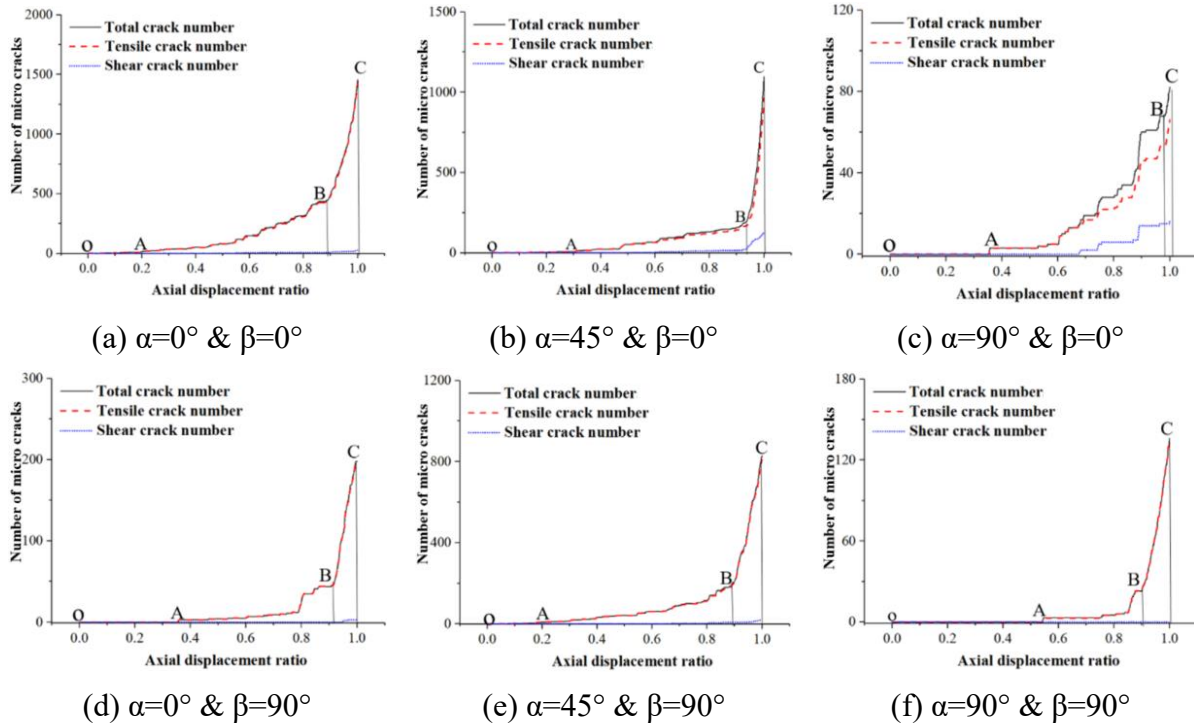 Total crack number
Tensile crack number
Shear crack number
2000
1500
1000
500
0
Number of micro cracks
O
A
B
C
0.0 0.2 0.4 0.6 0.8 1.0
Axial displacement ratio
(a) α=0° & β=0°
Total crack number
Tensile crack number
Shear crack number
1500
1000
500
0
Number of micro cracks
O
A
B
C
0.0 0.2 0.4 0.6 0.8 1.0
Axial displacement ratio
(b) α=45° & β=0°
Total crack number
Tensile crack number
Shear crack number
120
80
40
0
Number of micro cracks
O
A
B
C
0.0 0.2 0.4 0.6 0.8 1.0
Axial displacement ratio
(c) α=90° & β=0°
Total crack number
Tensile crack number
Shear crack number
300
200
100
0
Number of micro cracks
O
A
B
C
0.0 0.2 0.4 0.6 0.8 1.0
Axial displacement ratio
(d) α=0° & β=90°
Total crack number
Tensile crack number
Shear crack number
1200
800
400
0
Number of micro cracks
O
A
B
C
0.0 0.2 0.4 0.6 0.8 1.0
Axial displacement ratio
(e) α=45° & β=90°
Total crack number
Tensile crack number
Shear crack number
180
120
60
0
Number of micro cracks
O
A
B
C
0.0 0.2 0.4 0.6 0.8 1.0
Axial displacement ratio
(f) α=90° & β=90°